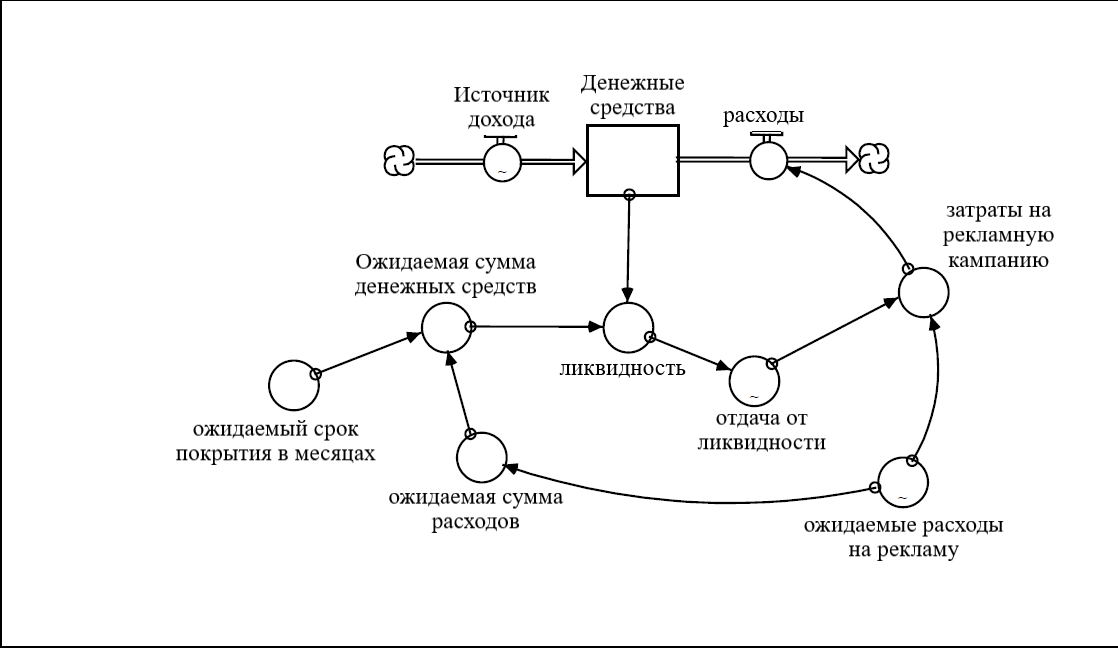 Источник
дохода
Денежные
средства
расходы
затраты на
рекламную
кампанию
Ожидаемая сумма
денежных средств
ликвидность
ожидаемый срок
покрытия в месяцах
отдача от
ликвидности
ожидаемая сумма
расходов
ожидаемые расходы
на рекламу